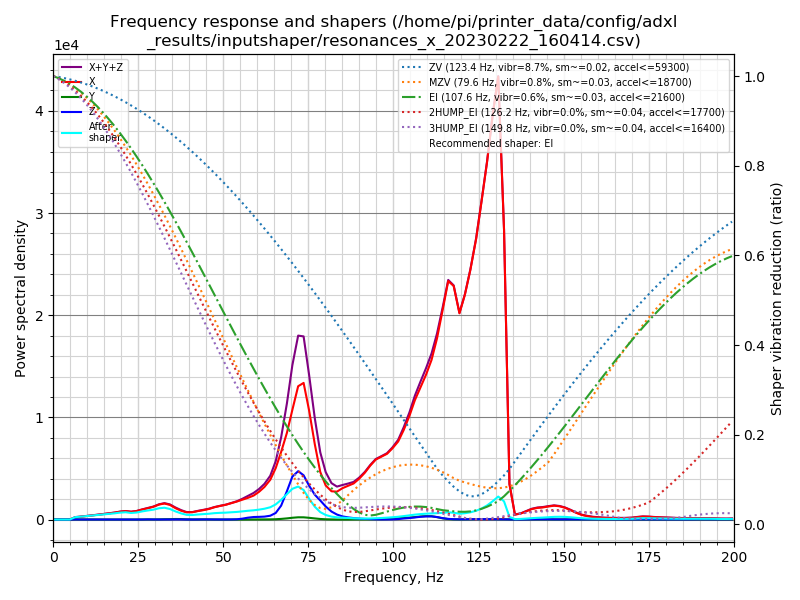 Frequency response and shapers (/home/pi/printer_data/config/adxl
_results/inputshaper/resonances_x_20230222_160414.csv)
1e4
X+Y+Z
X
Y
Z
After
shaper
ZV (123.4 Hz, vibr=8.7%, sm~=0.02, accel<=59300)
MZV (79.6 Hz, vibr=0.8%, sm~=0.03, accel<=18700)
EI (107.6 Hz, vibr=0.6%, sm~=0.03, accel<=21600)
2HUMP_EI (126.2 Hz, vibr=0.0%, sm~=0.04, accel<=17700)
3HUMP_EI (149.8 Hz, vibr=0.0%, sm~=0.04, accel<=16400)
Recommended shaper: EI
Power spectral density
4
3
2
1
0
1.0
0.8
0.6
0.4
0.2
0.0
Shaper vibration reduction (ratio)
0 25 50 75 100 125 150 175 200
Frequency, Hz